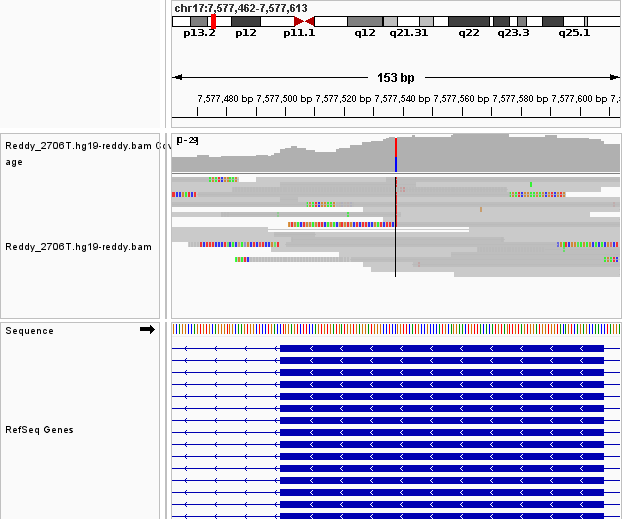 chr17:7,577,462-7,577,613
p13.2 p12 p11.1 q12 q21.31 q22 q23.3 q25.1
153 bp
7,577,480 bp 7,577,500 bp 7,577,520 bp 7,577,540 bp 7,577,560 bp 7,577,580 bp 7,577,600 bp
Reddy_2706T.hg19-reddy.bam Cov
age
[0-29]
Reddy_2706T.hg19-reddy.bam
Sequence
RefSeq Genes